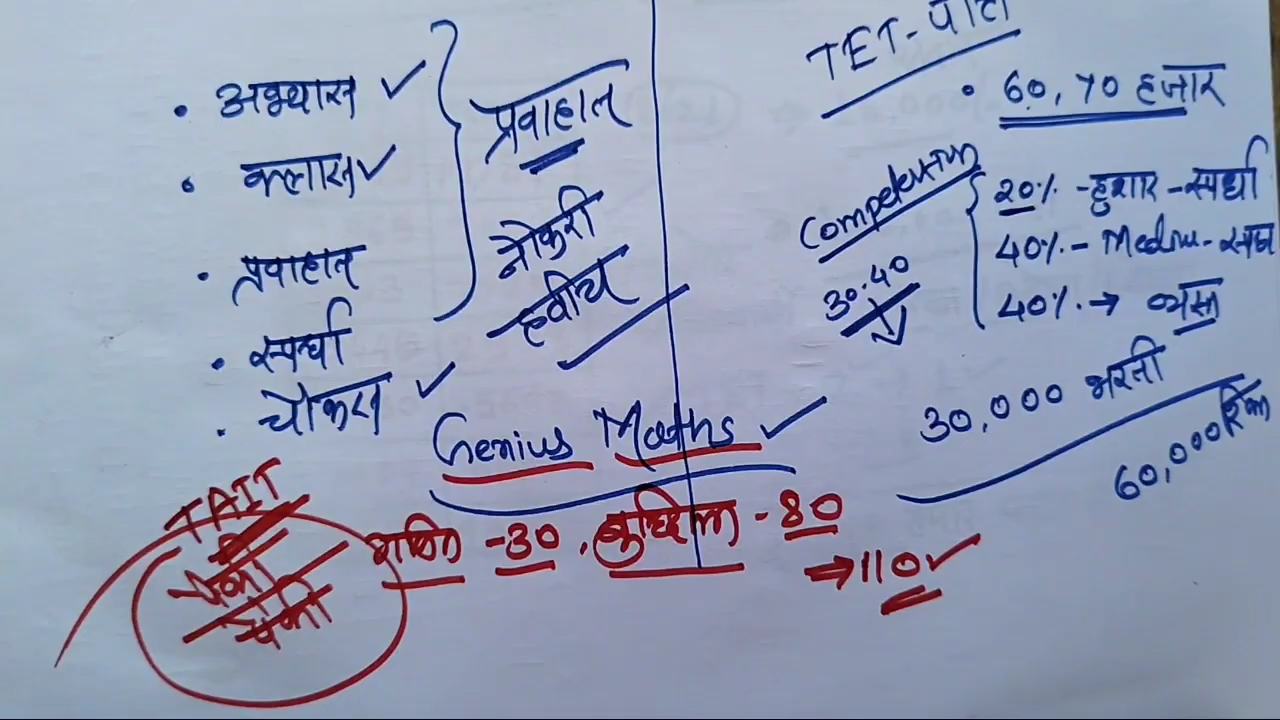 • अभ्यास ✓
• क्लास ✓
• प्रवाहात
• स्पर्धा
• चौकस ✓
प्रवाहात
नोकरी
हवीच
TET-
• 60,70 हजार
Competetion
30.40
20%-हुशार-स्पर्धा
40%-Medium-
40%.→ व्यस्त
30,000 भरती
60,000
Genius Maths ✓
TAIT
गणित -30, बुध्दिमत्ता -80
⇒110✓